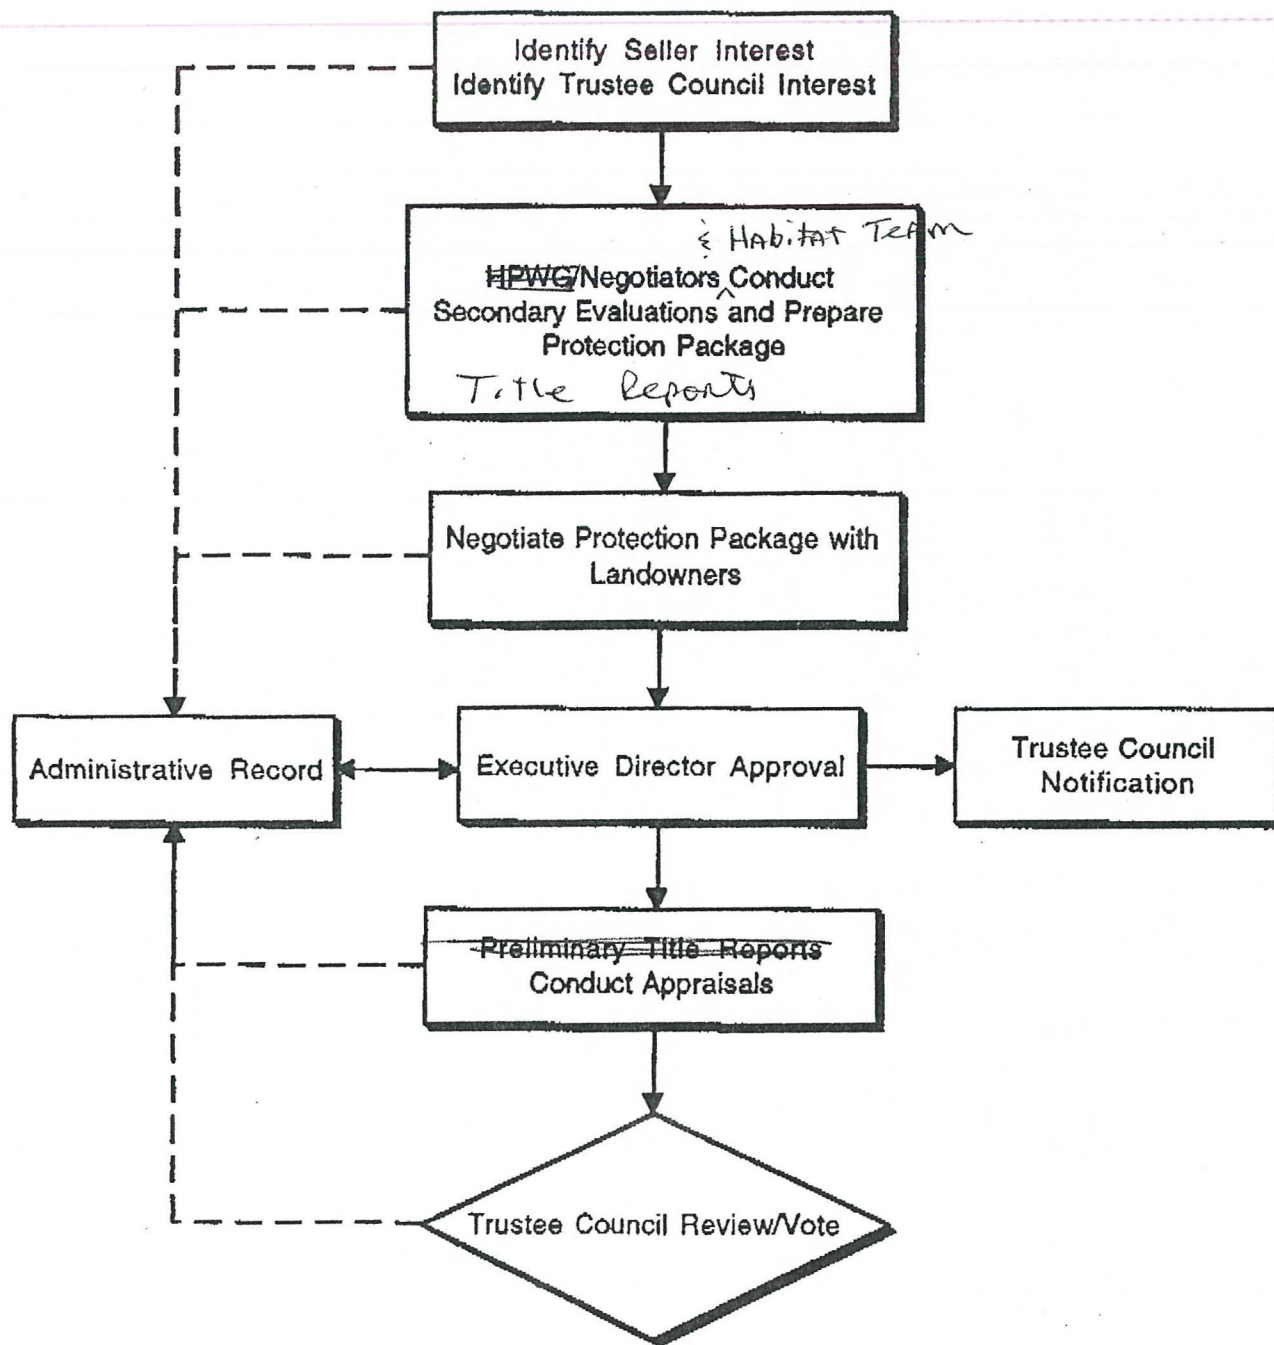 Identify Seller Interest
Identify Trustee Council Interest
& Habitat Team
HPWG/Negotiators ^ Conduct
Secondary Evaluations and Prepare
Protection Package
Title Reports
Negotiate Protection Package with
Landowners
Administrative Record
Executive Director Approval
Trustee Council
Notification
Preliminary Title Reports
Conduct Appraisals
Trustee Council Review/Vote